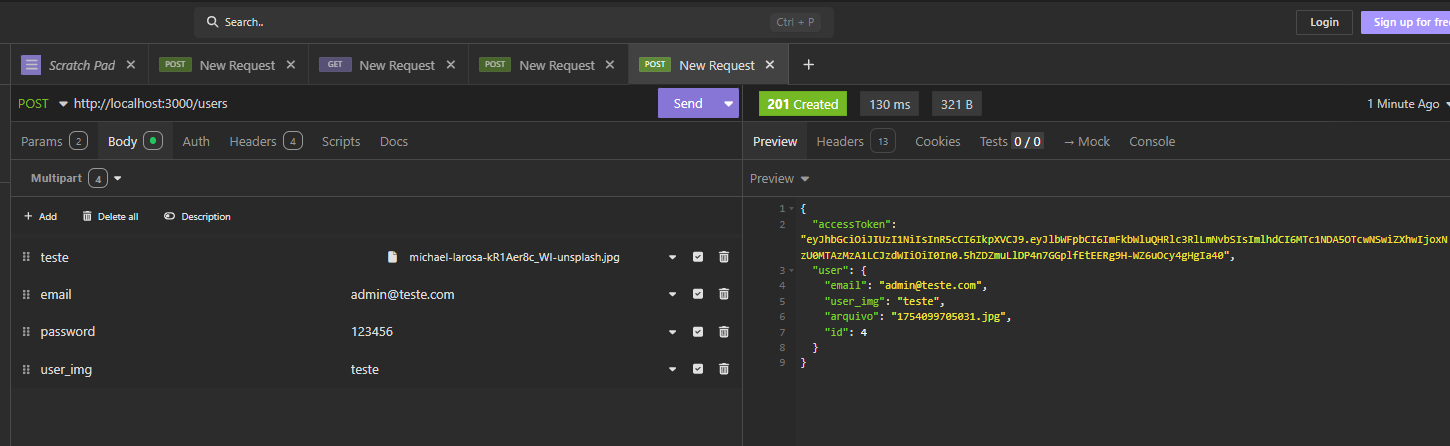 Search..
Ctrl + P
Login
Sign up for free
Scratch Pad
POST New Request
GET New Request
POST New Request
POST New Request
POST http://localhost:3000/users
Send
201 Created
130 ms
321 B
1 Minute Ago
Params 2
Body
Auth
Headers 4
Scripts
Docs
Multipart 4
Add
Delete all
Description
teste michael-larosa-kR1Aer8c_WI-unsplash.jpg
email admin@teste.com
password 123456
user_img teste
Preview
Headers 13
Cookies
Tests 0 / 0
→ Mock
Console
Preview
1 {
2 "accessToken":
"eyJhbGciOiJIUzI1NiIsInR5cCI6IkpXVCJ9.eyJlbWFpbCI6ImFkbWluQHRlc3RlLmNvbSIsImlhdCI6MTc1NDA5OTcwNSwiZXhwIjoxN
zU0MTAzMzA1LCJzdWIiOiI0In0.5hZDZmuLlDP4n7GGplfEtEERg9H-WZ6uOcy4gHgIa40",
3 "user": {
4 "email": "admin@teste.com",
5 "user_img": "teste",
6 "arquivo": "1754099705031.jpg",
7 "id": 4
8 }
9 }